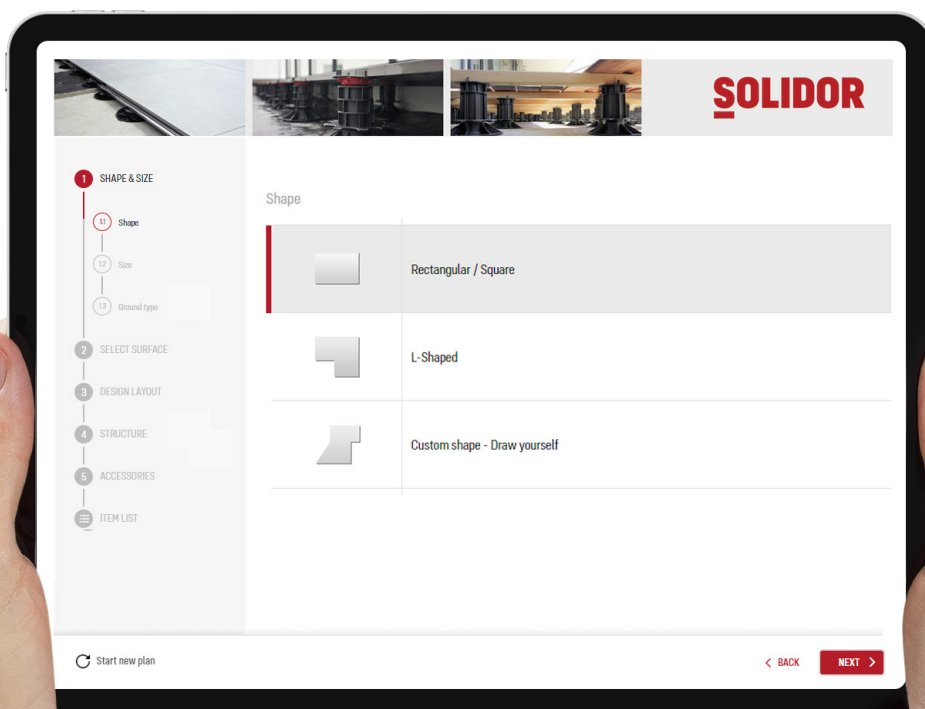 SOLIDOR
1 SHAPE & SIZE
1.1 Shape
1.2 Size
1.3 Ground type
2 SELECT SURFACE
3 DESIGN LAYOUT
4 STRUCTURE
5 ACCESSORIES
ITEM LIST
Shape
Rectangular / Square
L-Shaped
Custom shape - Draw yourself
Start new plan
BACK
NEXT